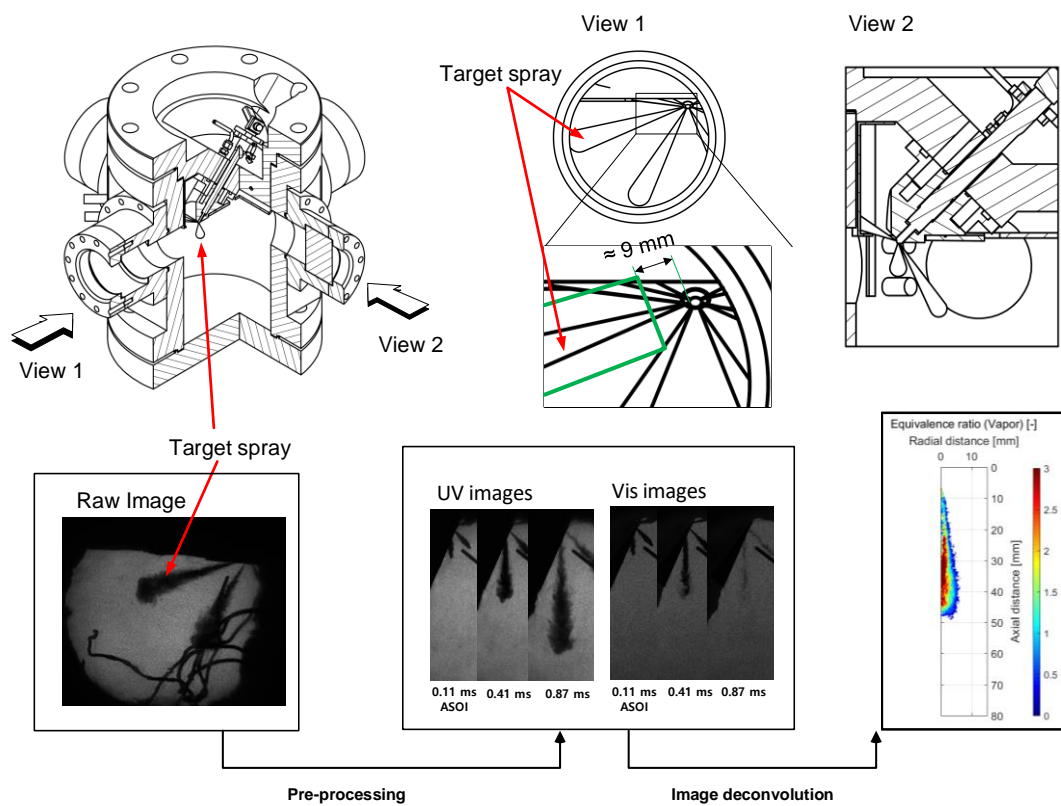 View 1
View 2
Target spray
≈ 9 mm
View 1
View 2
Target spray
Raw Image
UV images
Vis images
0.11 ms
ASOI
0.41 ms
0.87 ms
0.11 ms
ASOI
0.41 ms
0.87 ms
Equivalence ratio (Vapor) [-]
Radial distance [mm]
0
10
0
10
20
30
40
50
60
70
80
Axial distance [mm]
3
2.5
2
1.5
1
0.5
0
Pre-processing
Image deconvolution